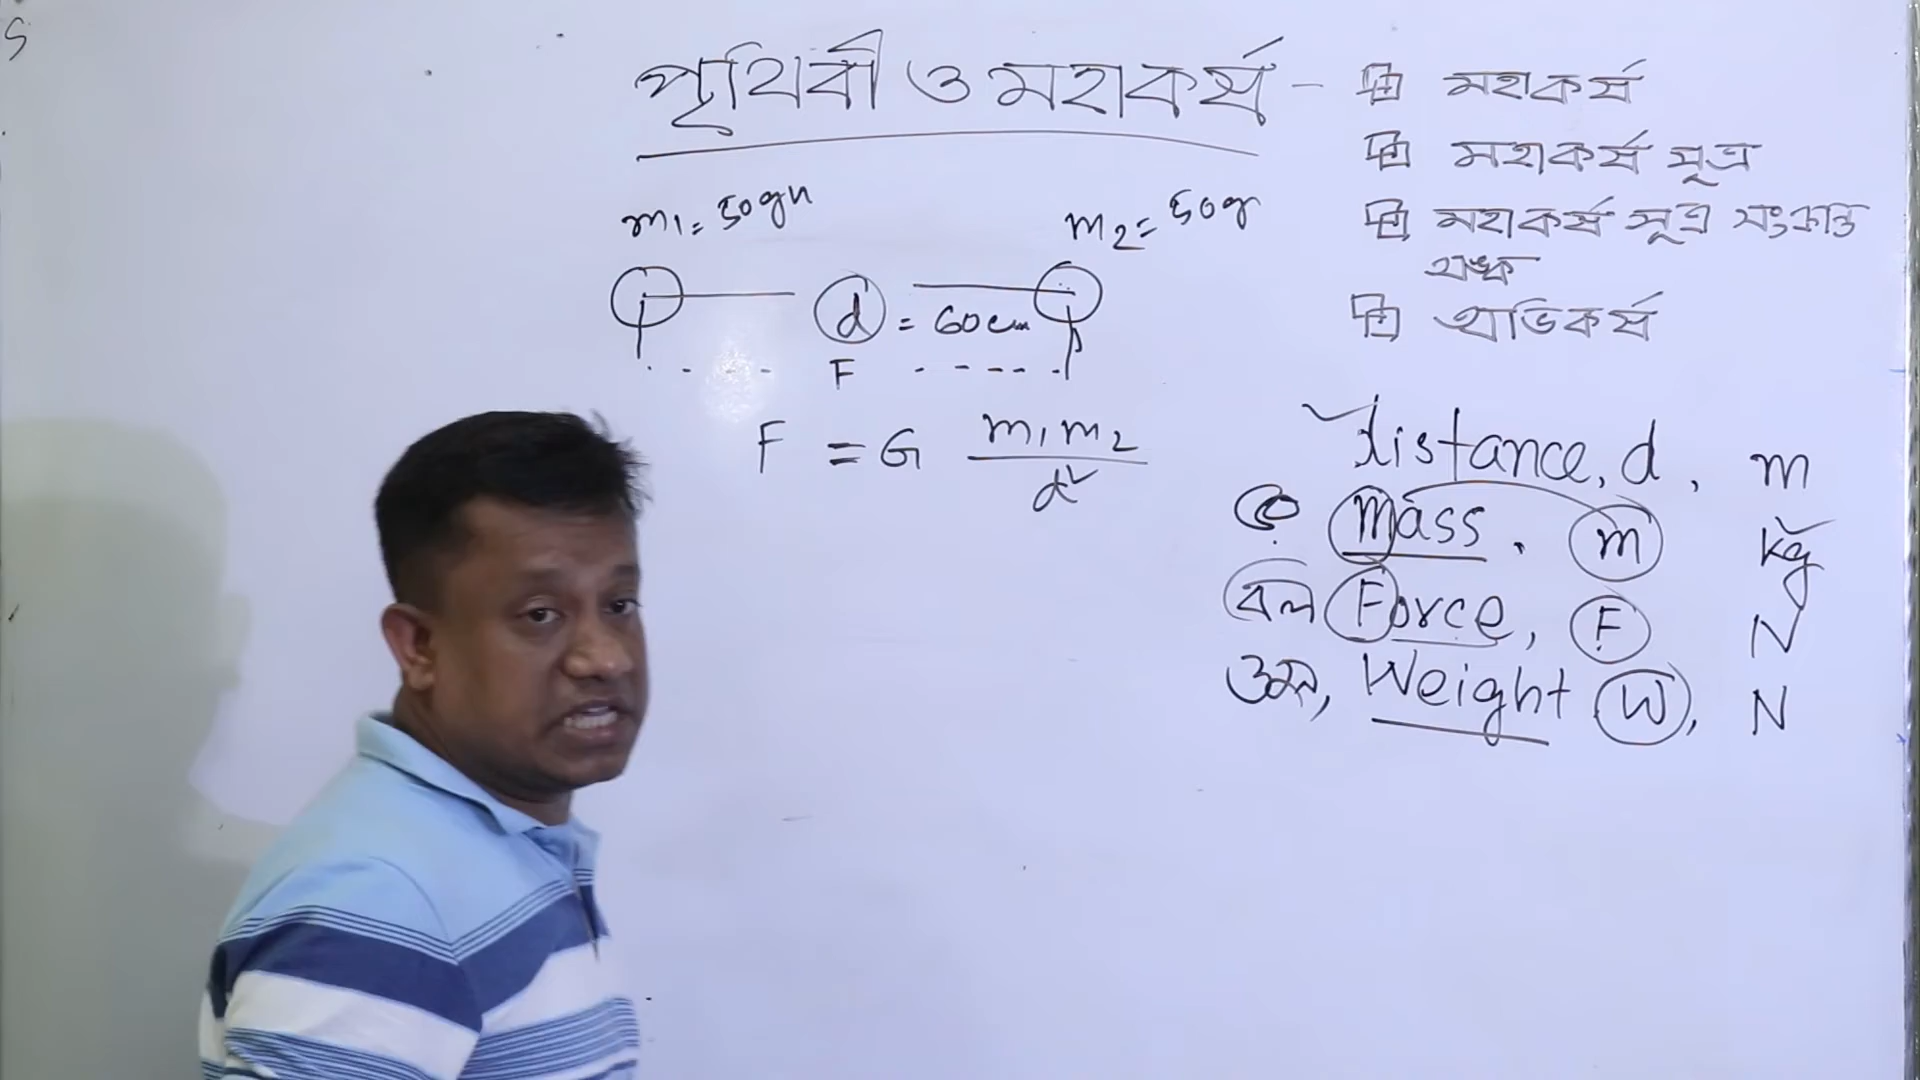 পৃথিবী ও মহাকর্ষ -
মহাকর্ষ
মহাকর্ষ সূত্র
মহাকর্ষ সূত্র সংক্রান্ত
অঙ্ক
অভিকর্ষ
m1 = 50gm
m2 = 50g
d = 60cm
F
F = G m1m2/d²
distance, d, m
Mass. m kg
বল Force, F N
ওজন, Weight W, N